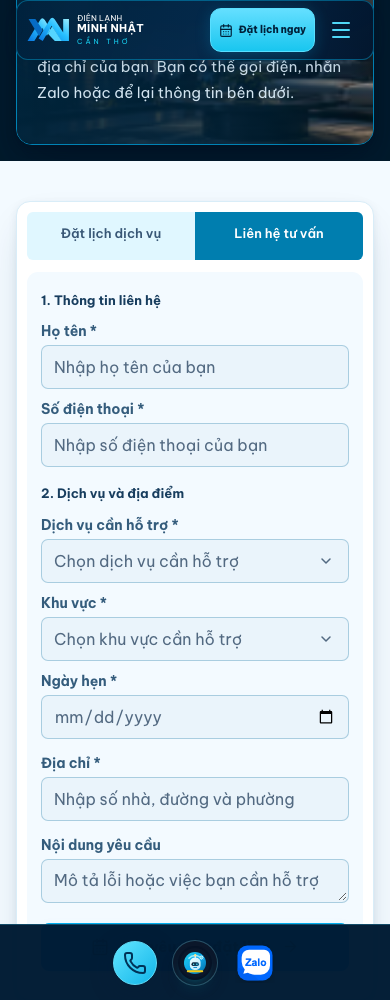 ĐIỆN LẠNH
MINH NHẬT
CẦN THƠ
Đặt lịch ngay
địa chỉ của bạn. Bạn có thể gọi điện, nhắn
Zalo hoặc để lại thông tin bên dưới.
Đặt lịch dịch vụ
Liên hệ tư vấn
1. Thông tin liên hệ
Họ tên *
Nhập họ tên của bạn
Số điện thoại *
Nhập số điện thoại của bạn
2. Dịch vụ và địa điểm
Dịch vụ cần hỗ trợ *
Chọn dịch vụ cần hỗ trợ
Khu vực *
Chọn khu vực cần hỗ trợ
Ngày hẹn *
mm/dd/yyyy
Địa chỉ *
Nhập số nhà, đường và phường
Nội dung yêu cầu
Mô tả lỗi hoặc việc bạn cần hỗ trợ
Zalo